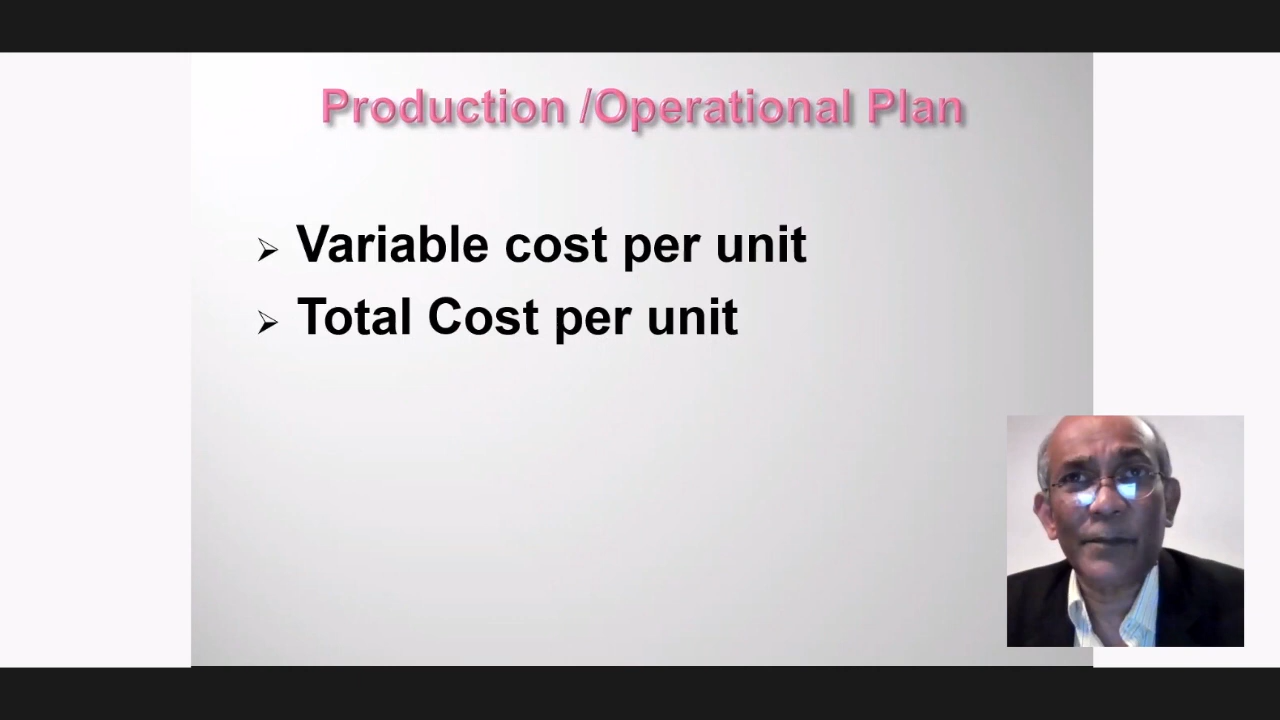 Production /Operational Plan
Variable cost per unit
Total Cost per unit